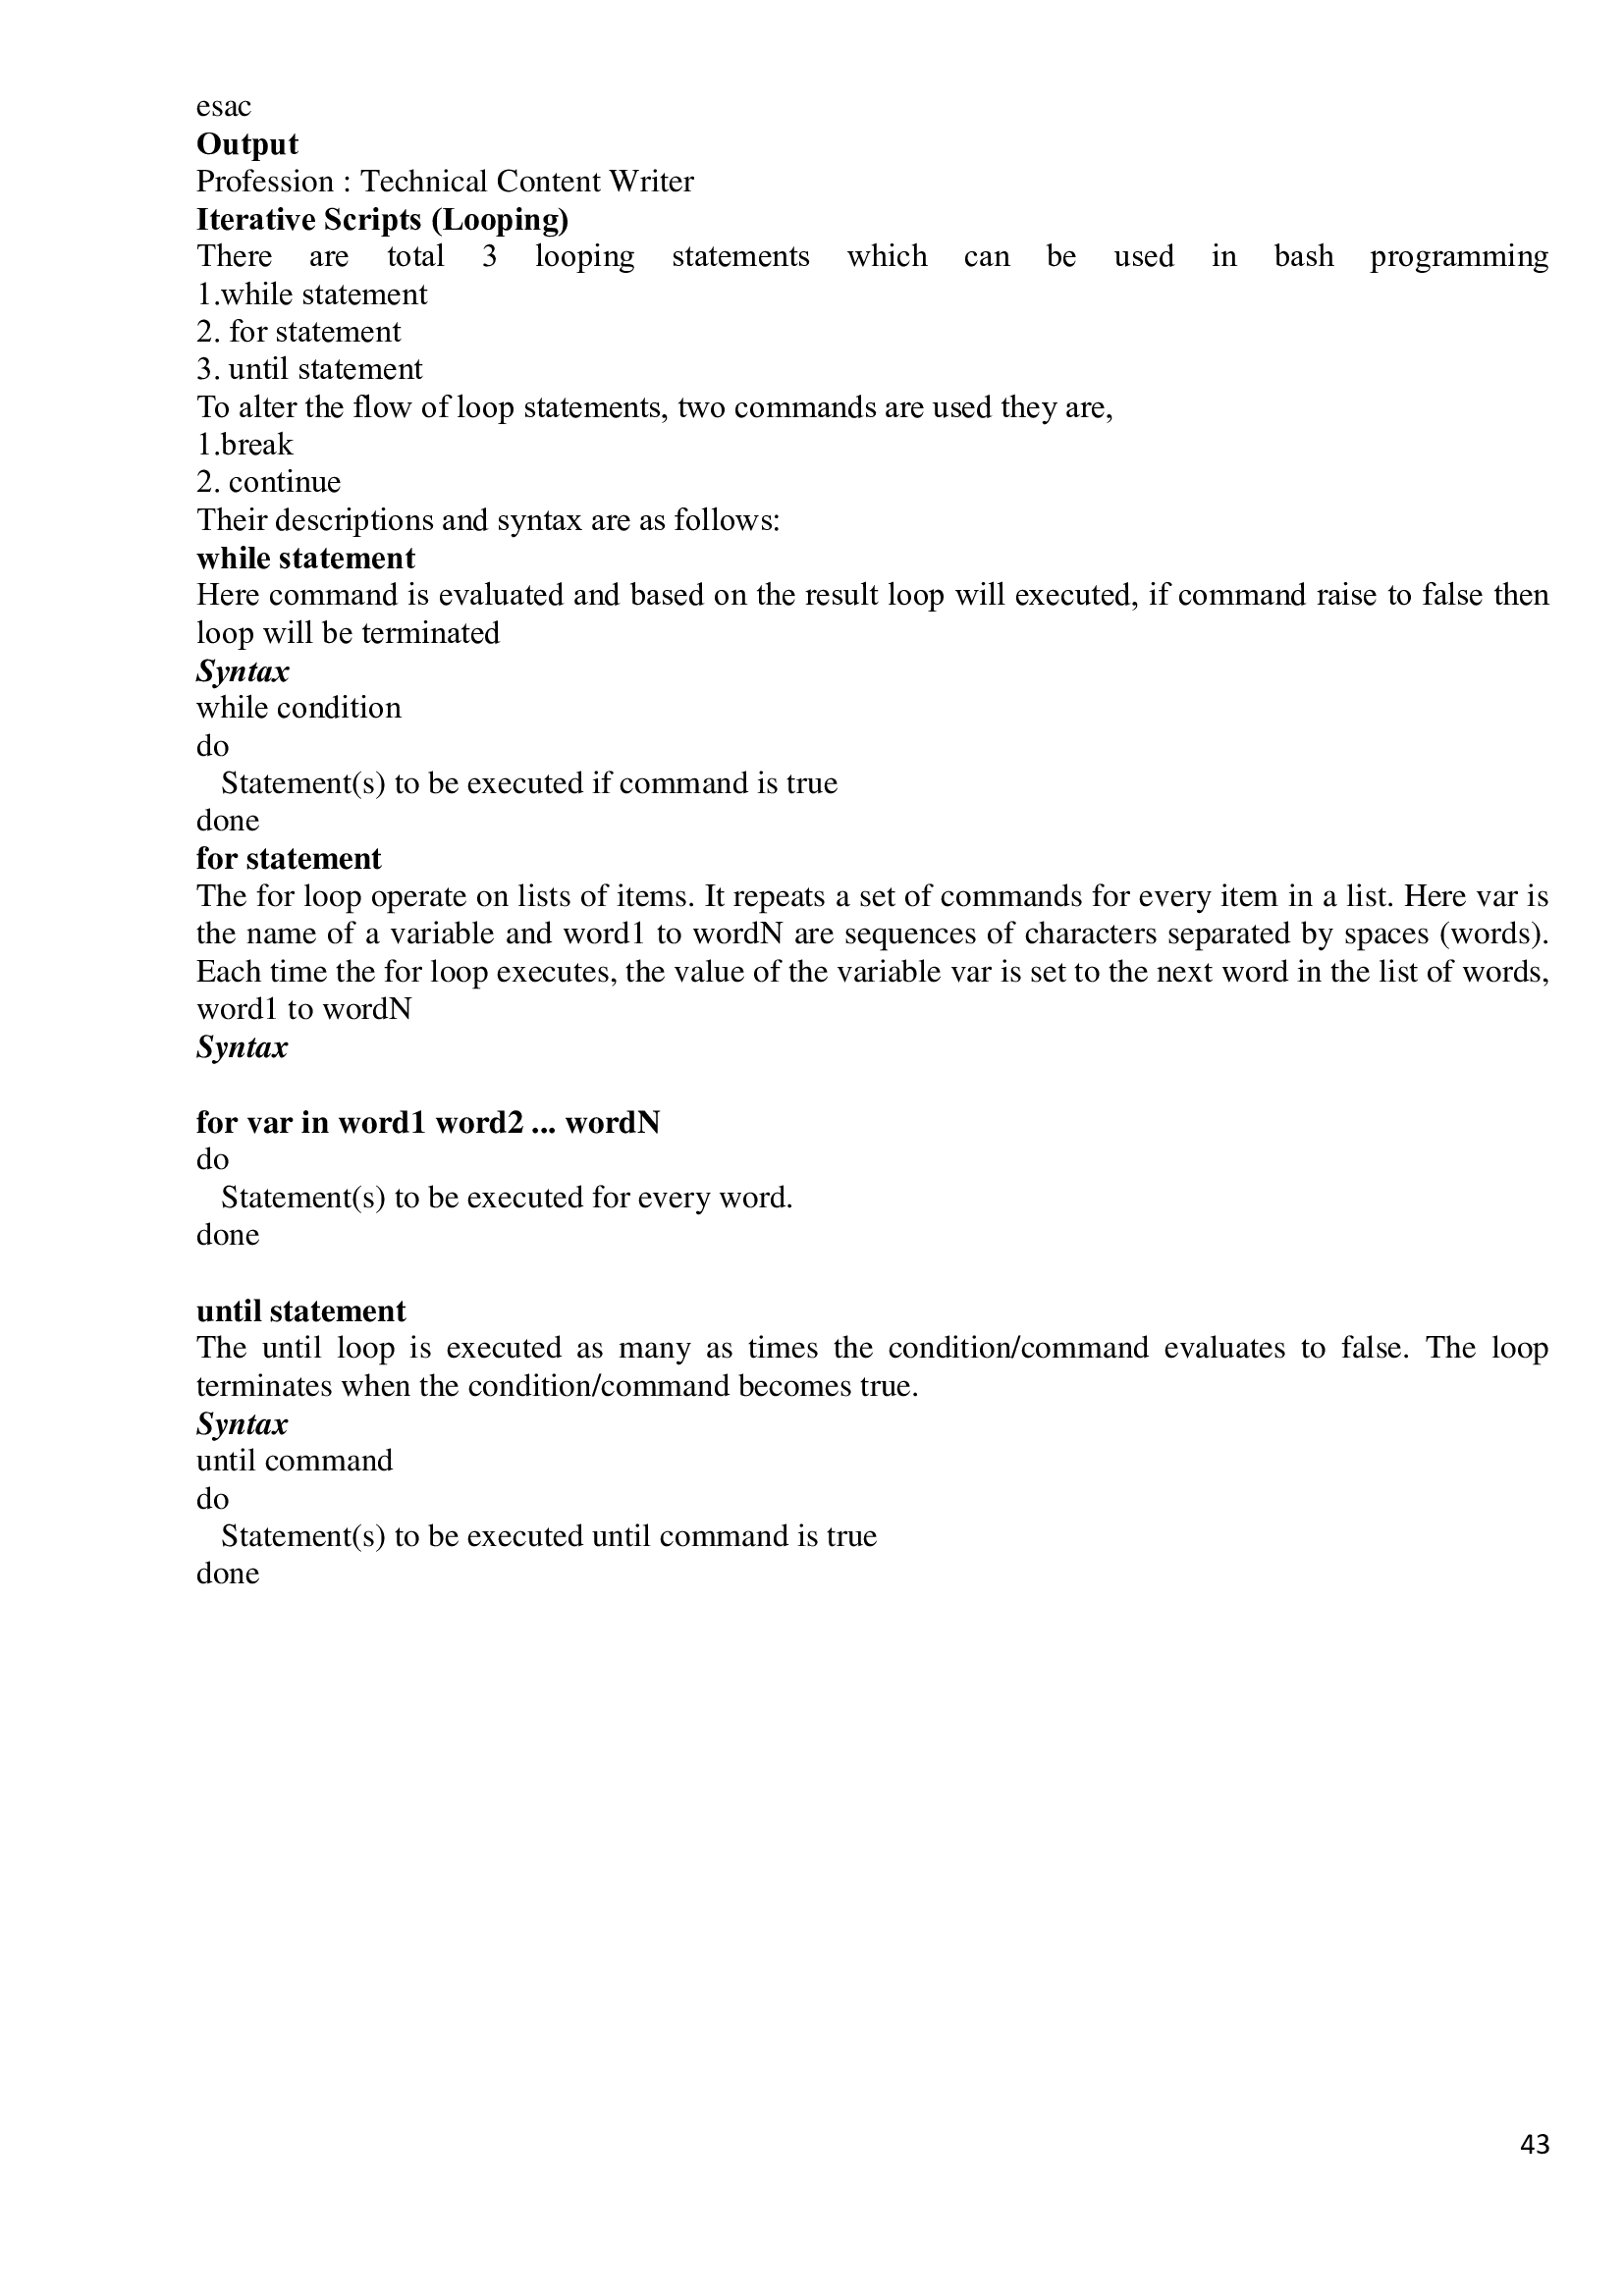 esac
Output
Profession : Technical Content Writer
Iterative Scripts (Looping)
There are total 3 looping statements which can be used in bash programming
1.while statement
2. for statement
3. until statement
To alter the flow of loop statements, two commands are used they are,
1.break
2. continue
Their descriptions and syntax are as follows:
while statement
Here command is evaluated and based on the result loop will executed, if command raise to false then
loop will be terminated
Syntax
while condition
do
Statement(s) to be executed if command is true
done
for statement
The for loop operate on lists of items. It repeats a set of commands for every item in a list. Here var is
the name of a variable and word1 to wordN are sequences of characters separated by spaces (words).
Each time the for loop executes, the value of the variable var is set to the next word in the list of words,
word1 to wordN
Syntax
for var in word1 word2 ... wordN
do
Statement(s) to be executed for every word.
done
until statement
The until loop is executed as many as times the condition/command evaluates to false. The loop
terminates when the condition/command becomes true.
Syntax
until command
do
Statement(s) to be executed until command is true
done
43